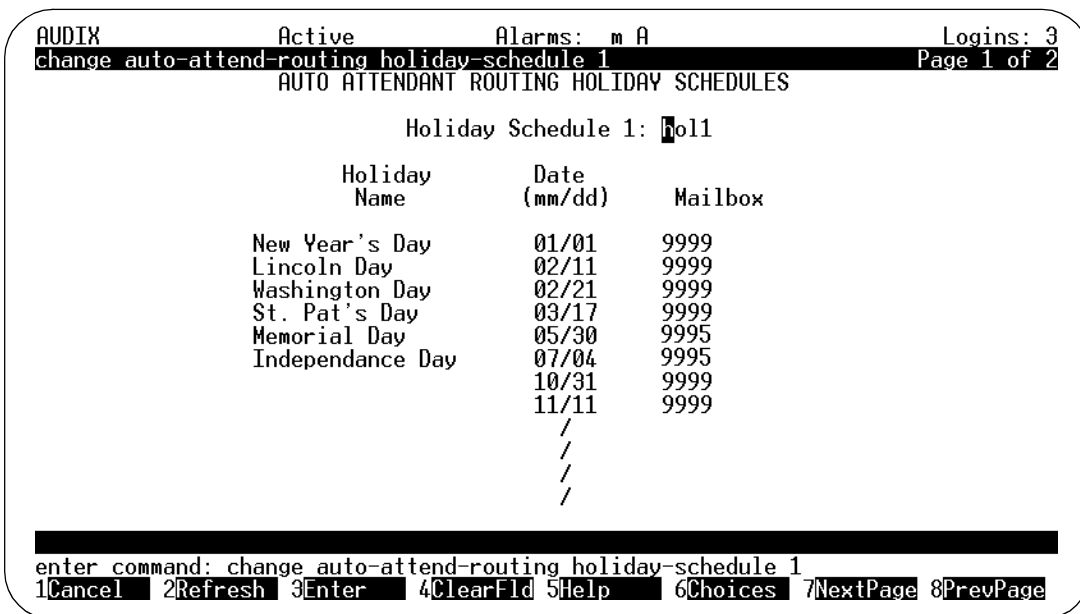 AUDIX Active Alarms: m A Logins: 3
change auto-attend-routing holiday-schedule 1 Page 1 of 2
AUTO ATTENDANT ROUTING HOLIDAY SCHEDULES
Holiday Schedule 1: hol1
Holiday Date
Name (mm/dd) Mailbox
New Year's Day 01/01 9999
Lincoln Day 02/11 9999
Washington Day 02/21 9999
St. Pat's Day 03/17 9999
Memorial Day 05/30 9995
Independance Day 07/04 9995
10/31 9999
11/11 9999
/
/
/
/
enter command: change auto-attend-routing holiday-schedule 1
1Cancel 2Refresh 3Enter 4ClearFld 5Help 6Choices 7NextPage 8PrevPage